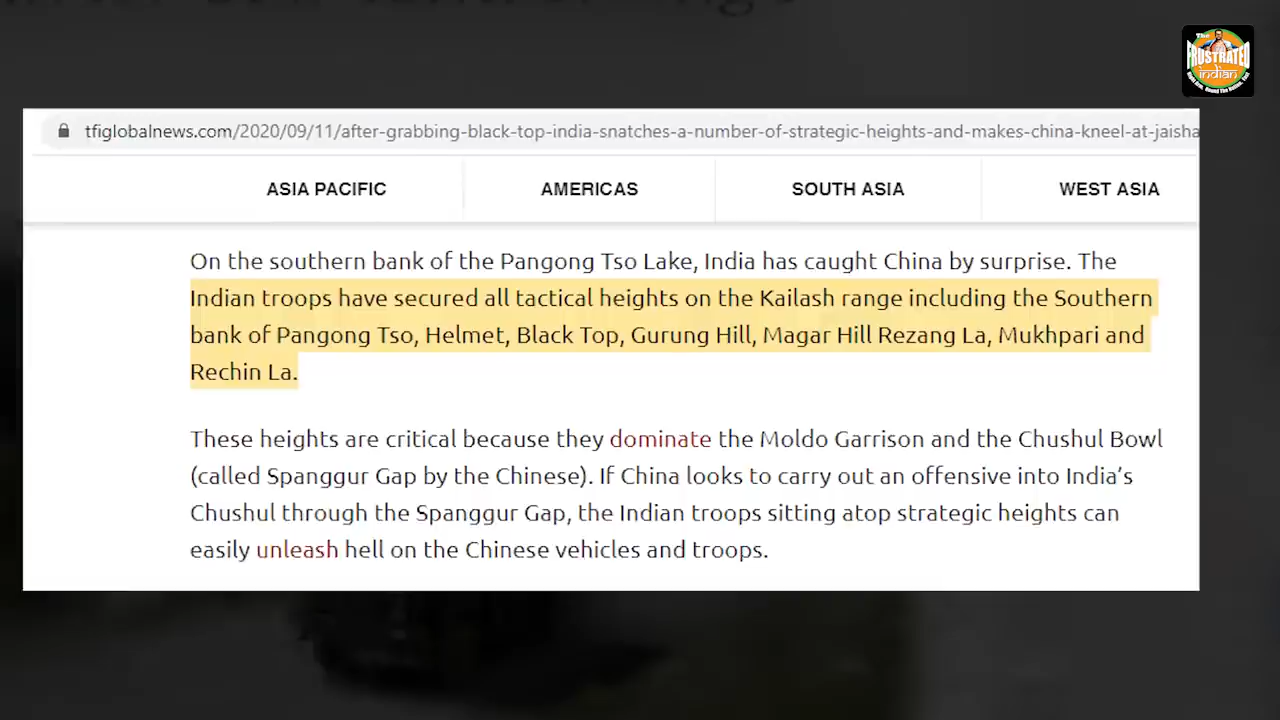 The
FRUSTRATED
indian
tfiglobalnews.com/2020/09/11/after-grabbing-black-top-india-snatches-a-number-of-strategic-heights-and-makes-china-kneel-at-jaisha
ASIA PACIFIC
AMERICAS
SOUTH ASIA
WEST ASIA
On the southern bank of the Pangong Tso Lake, India has caught China by surprise. The
Indian troops have secured all tactical heights on the Kailash range including the Southern
bank of Pangong Tso, Helmet, Black Top, Gurung Hill, Magar Hill Rezang La, Mukhpari and
Rechin La.
These heights are critical because they dominate the Moldo Garrison and the Chushul Bowl
(called Spanggur Gap by the Chinese). If China looks to carry out an offensive into India's
Chushul through the Spanggur Gap, the Indian troops sitting atop strategic heights can
easily unleash hell on the Chinese vehicles and troops.